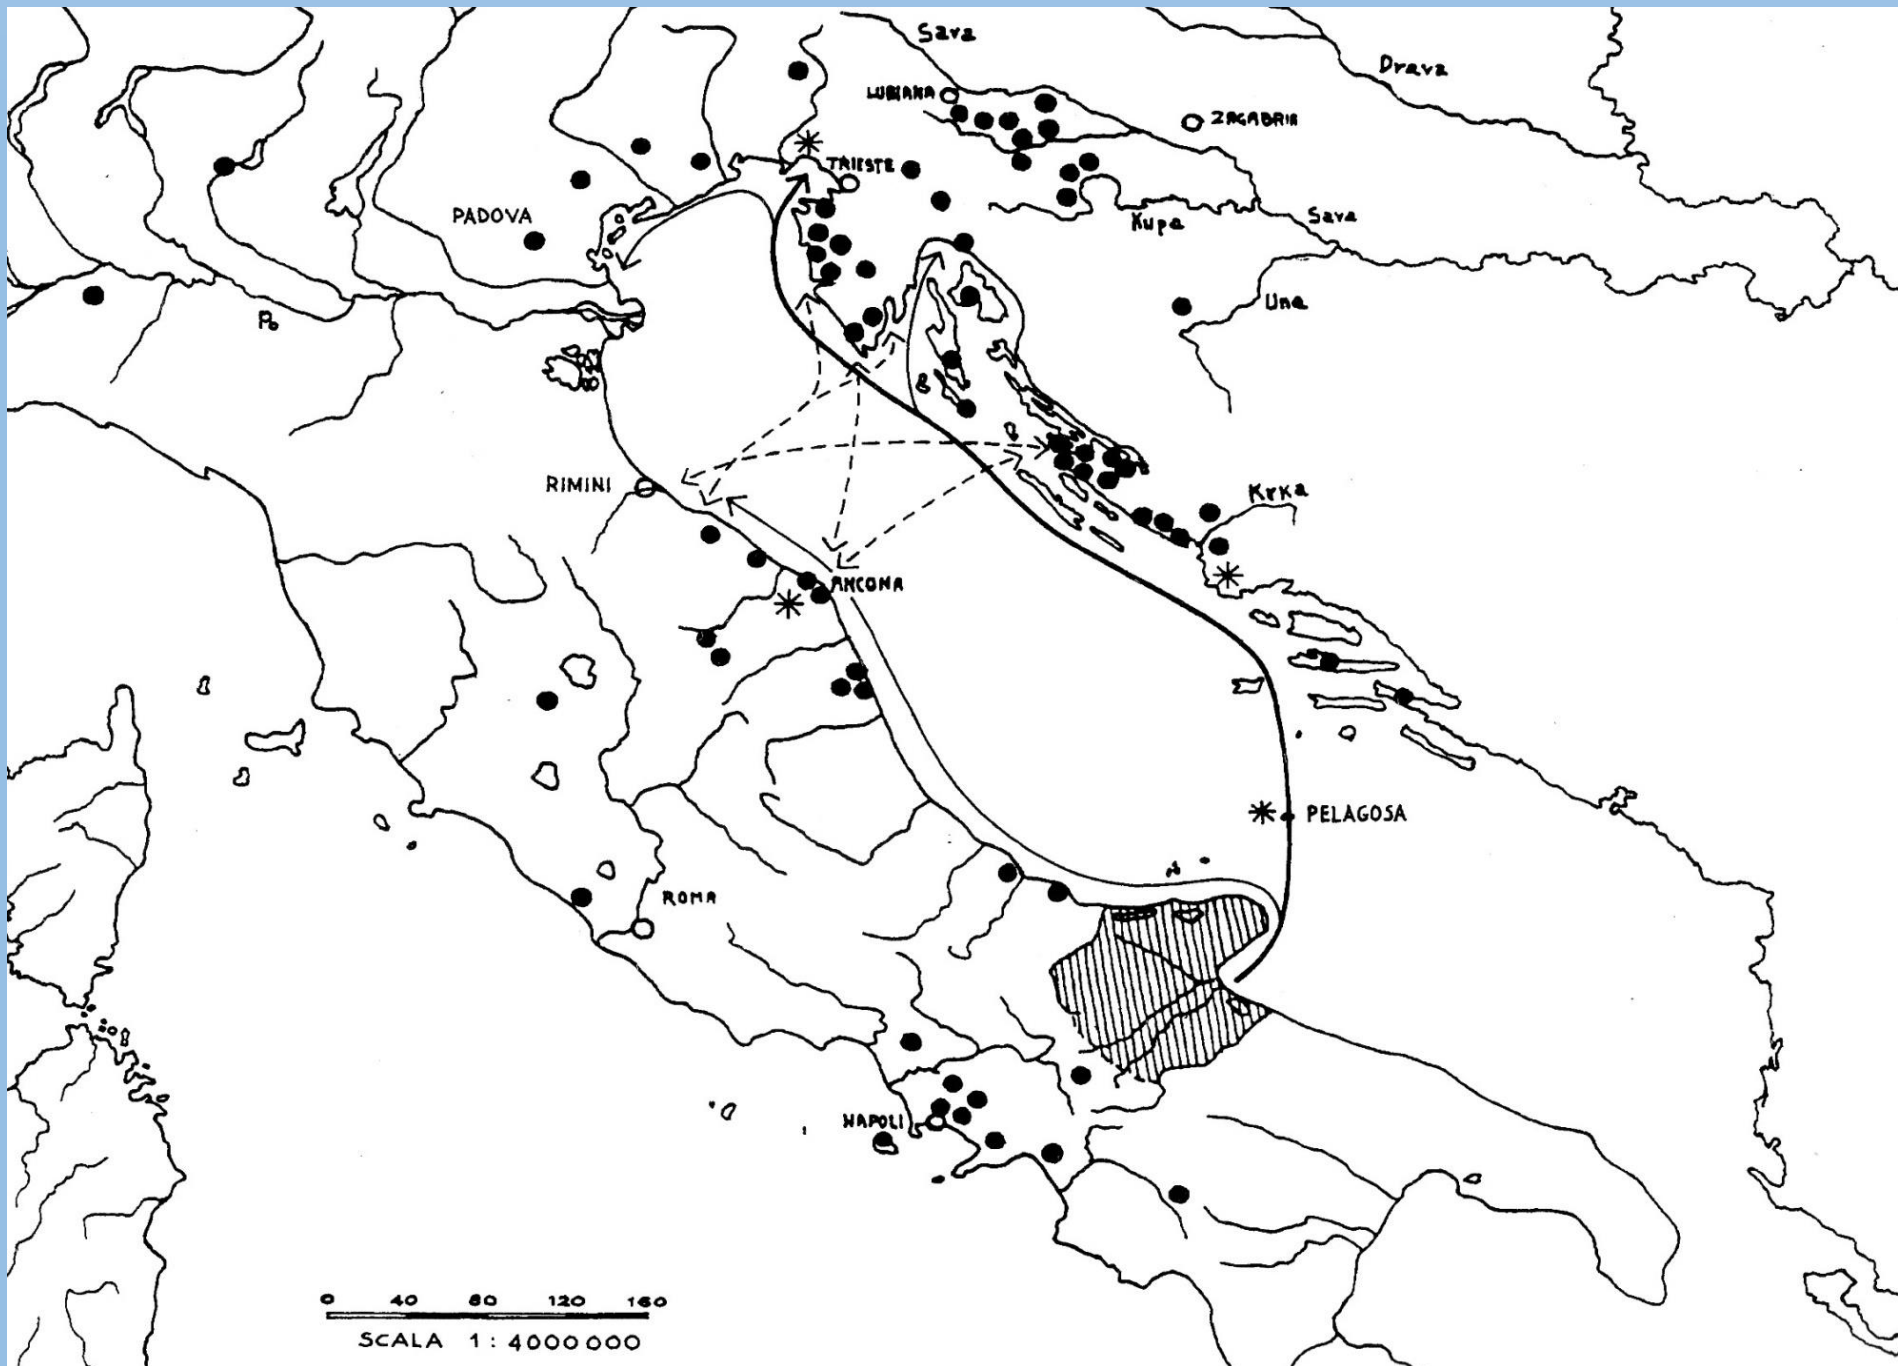 Sava
Drava
LUBIANA
ZAGABRIA
TRIESTE
PADOVA
Kupa
Sava
Una
Po
RIMINI
Krka
ANCONA
PELAGOSA
ROMA
NAPOLI
0 40 80 120 160
SCALA 1:4000000